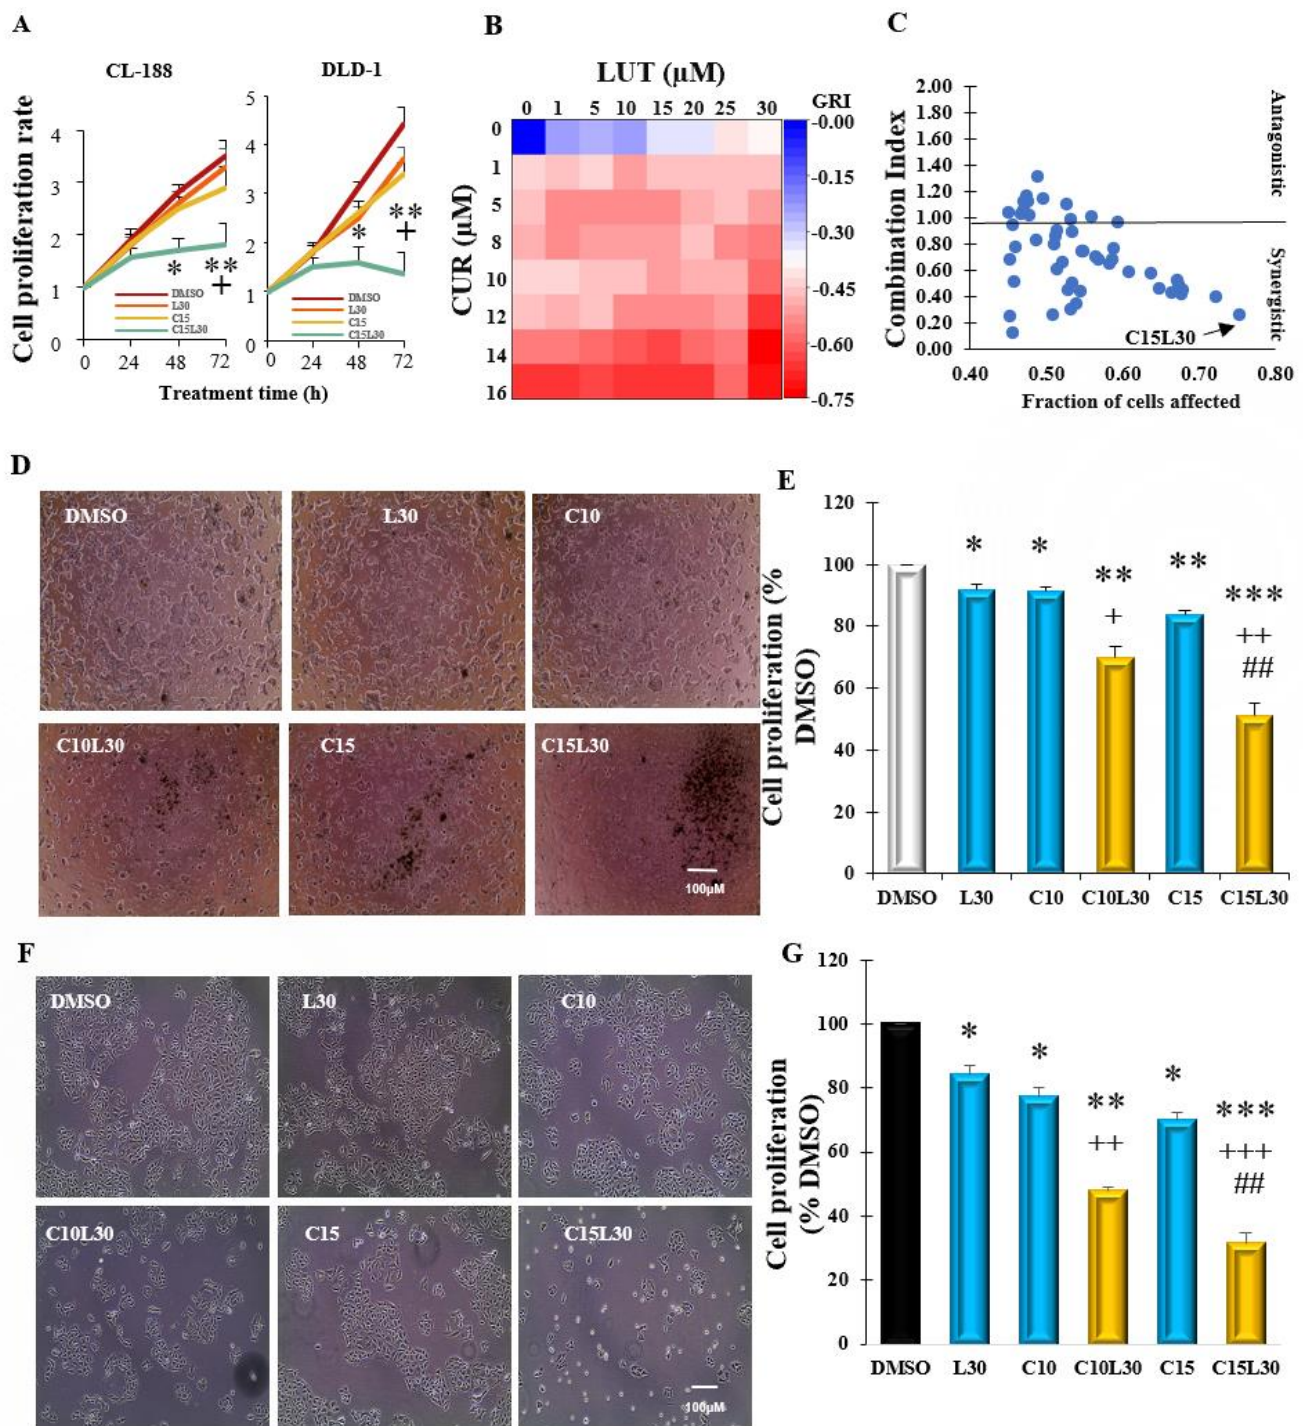 A
CL-188
DLD-1
Cell proliferation rate
4
3
2
1
0
5
4
3
2
1
0
*
**
+
*
**
+
DMSO
L30
C15
C15L30
DMSO
L30
C15
C15L30
0 24 48 72
0 24 48 72
Treatment time (h)
B
LUT (µM)
0 1 5 10 15 20 25 30
GRI
CUR (µM)
0
1
5
8
10
12
14
16
-0.00
-0.15
-0.30
-0.45
-0.60
-0.75
C
Combination Index
2.00
1.80
1.60
1.40
1.20
1.00
0.80
0.60
0.40
0.20
0.00
Antagonistic
Synergistic
C15L30
0.40 0.50 0.60 0.70 0.80
Fraction of cells affected
D
DMSO
L30
C10
C10L30
C15
C15L30
100µM
E
Cell proliferation (%
DMSO)
120
100
80
60
40
20
0
*
*
**
+
**
***
++
##
DMSO L30 C10 C10L30 C15 C15L30
F
DMSO
L30
C10
C10L30
C15
C15L30
100µM
G
Cell proliferation
(% DMSO)
120
100
80
60
40
20
0
*
*
**
++
*
***
+++
##
DMSO L30 C10 C10L30 C15 C15L30